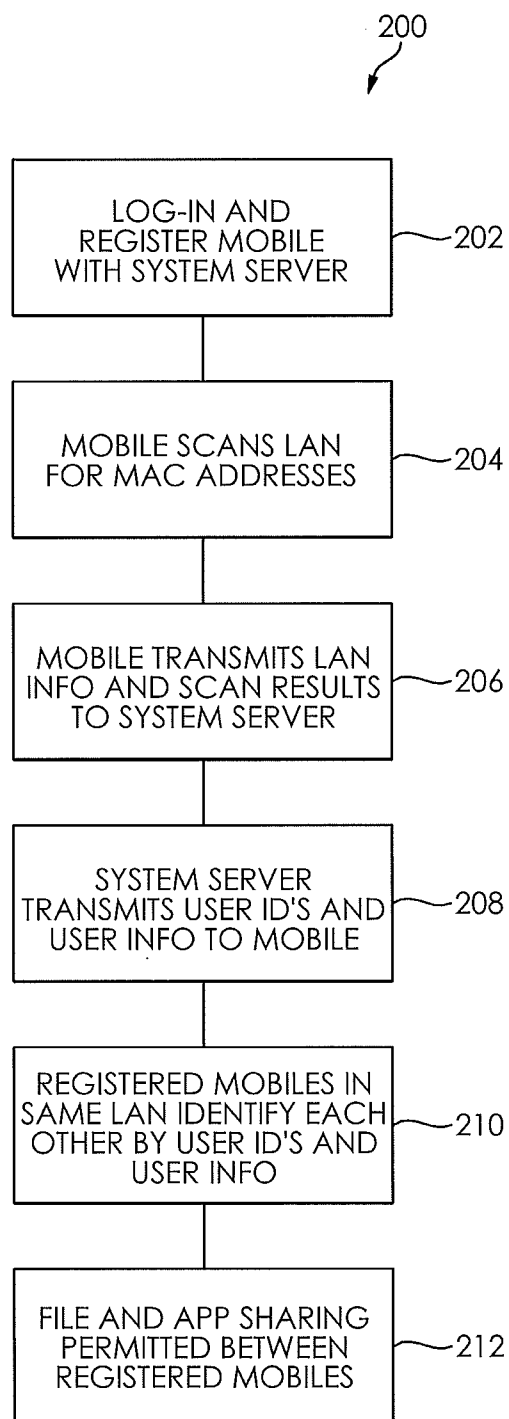 200
LOG-IN AND
REGISTER MOBILE
WITH SYSTEM SERVER
202
MOBILE SCANS LAN
FOR MAC ADDRESSES
204
MOBILE TRANSMITS LAN
INFO AND SCAN RESULTS
TO SYSTEM SERVER
206
SYSTEM SERVER
TRANSMITS USER ID'S AND
USER INFO TO MOBILE
208
REGISTERED MOBILES IN
SAME LAN IDENTIFY EACH
OTHER BY USER ID'S AND
USER INFO
210
FILE AND APP SHARING
PERMITTED BETWEEN
REGISTERED MOBILES
212